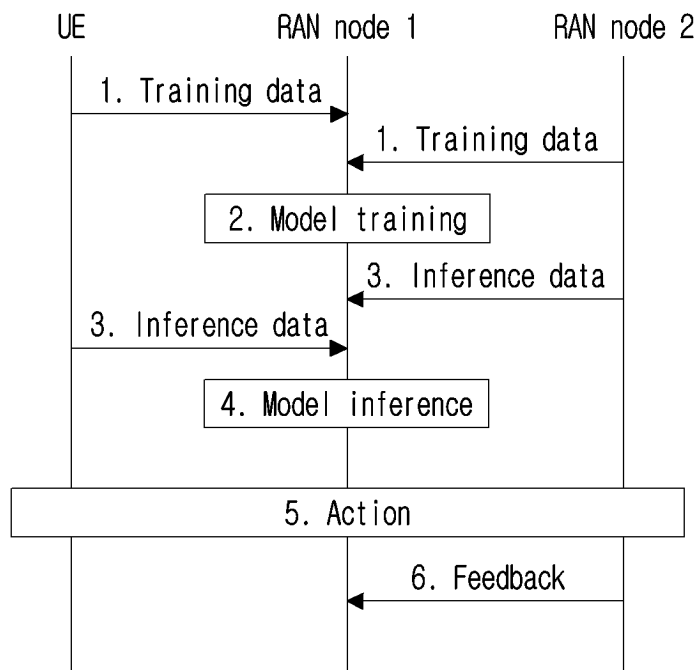 UE RAN node 1 RAN node 2
1. Training data
1. Training data
2. Model training
3. Inference data
3. Inference data
4. Model inference
5. Action
6. Feedback